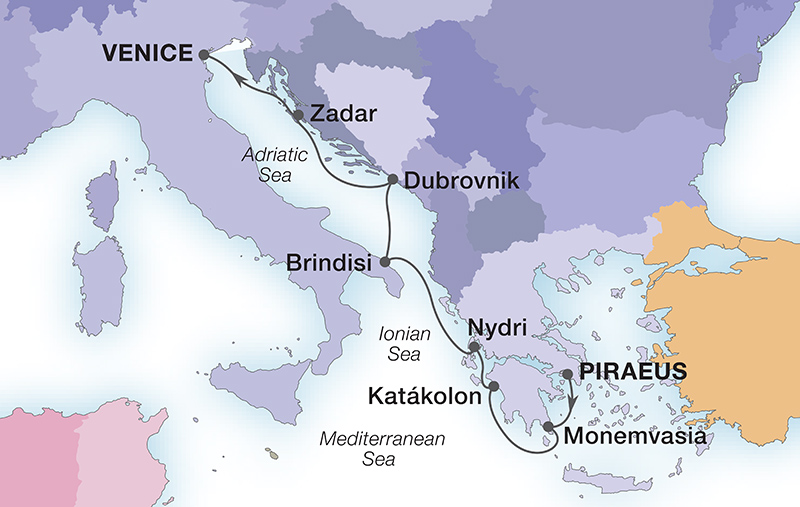 VENICE
Zadar
Adriatic
Sea
Dubrovnik
Brindisi
Nydri
Ionian
Sea
PIRAEUS
Katákolon
Monemvasia
Mediterranean
Sea